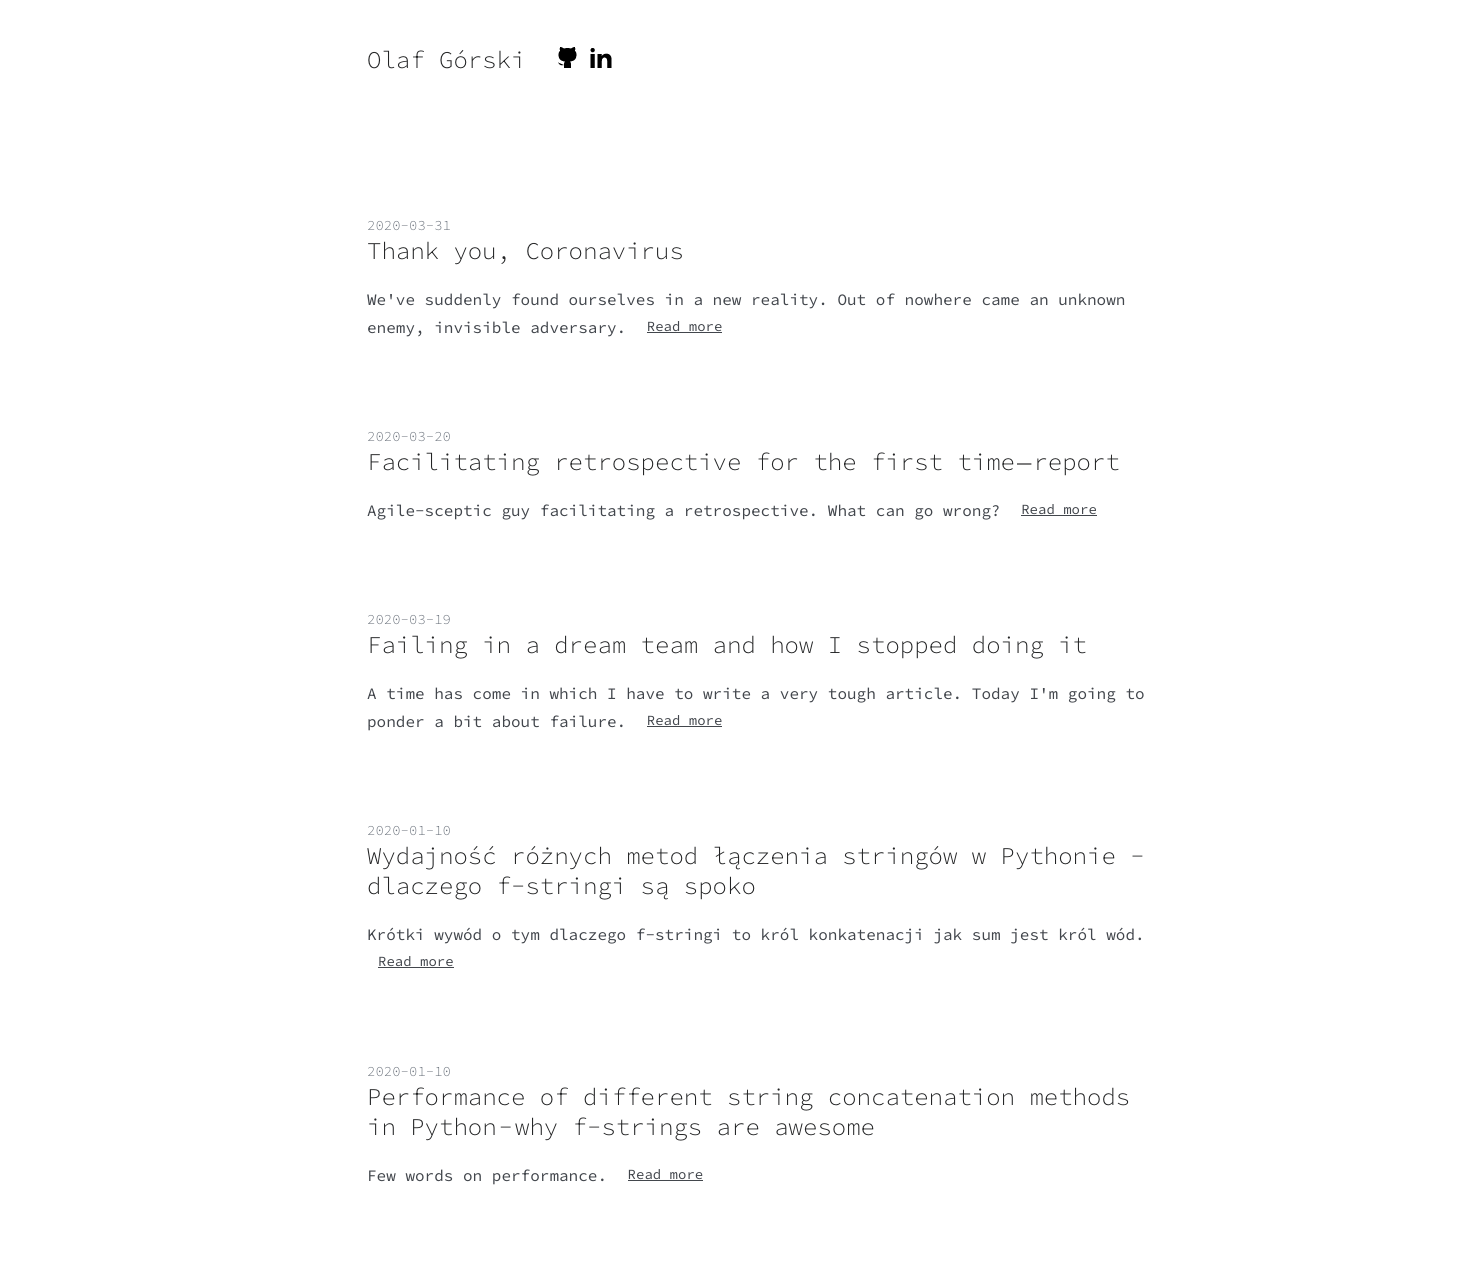 Olaf Górski
2020-03-31
Thank you, Coronavirus
We've suddenly found ourselves in a new reality. Out of nowhere came an unknown
enemy, invisible adversary. Read more
2020-03-20
Facilitating retrospective for the first time—report
Agile-sceptic guy facilitating a retrospective. What can go wrong? Read more
2020-03-19
Failing in a dream team and how I stopped doing it
A time has come in which I have to write a very tough article. Today I'm going to
ponder a bit about failure. Read more
2020-01-10
Wydajność różnych metod łączenia stringów w Pythonie -
dlaczego f-stringi są spoko
Krótki wywód o tym dlaczego f-stringi to król konkatenacji jak sum jest król wód.
Read more
2020-01-10
Performance of different string concatenation methods
in Python-why f-strings are awesome
Few words on performance. Read more